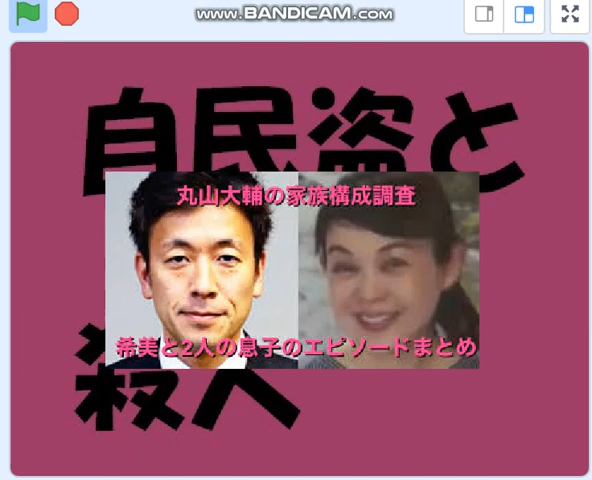 www.BANDICAM.com
自民盗と
丸山大輔の家族構成調査
希美と2人の息子のエピソードまとめ
殺人